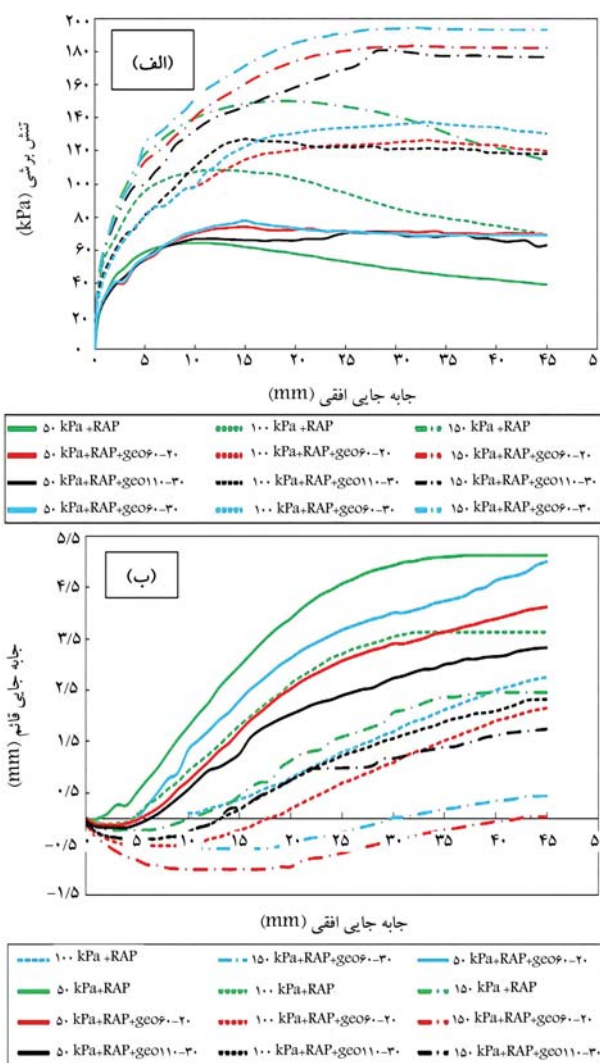 (الف)
تنش برشی (kPa)
۲۰۰
۱۸۰
۱۶۰
۱۴۰
۱۲۰
۱۰۰
۸۰
۶۰
۴۰
۲۰
۰
۰ ۵ ۱۰ ۱۵ ۲۰ ۲۵ ۳۰ ۳۵ ۴۰ ۴۵ ۵۰
جابه جایی افقی (mm)
۵۰ kPa +RAP ۱۰۰ kPa +RAP ۱۵۰ kPa +RAP
۵۰ kPa+RAP+geo۶۰-۲۰ ۱۰۰ kPa+RAP+geo۶۰-۲۰ ۱۵۰ kPa+RAP+geo۶۰-۲۰
۵۰ kPa+RAP+geo۱۱۰-۳۰ ۱۰۰ kPa+RAP+geo۱۱۰-۳۰ ۱۵۰ kPa+RAP+geo۱۱۰-۳۰
۵۰ kPa+RAP+geo۶۰-۳۰ ۱۰۰ kPa+RAP+geo۶۰-۳۰ ۱۵۰ kPa+RAP+geo۶۰-۳۰
(ب)
جابه جایی قائم (mm)
۵/۵
۴/۵
۳/۵
۲/۵
۱/۵
۰/۵
-۰/۵
-۱/۵
۰ ۵ ۱۰ ۱۵ ۲۰ ۲۵ ۳۰ ۳۵ ۴۰ ۴۵ ۵
جابه جایی افقی (mm)
۱۰۰ kPa +RAP ۱۵۰ kPa+RAP+geo۶۰-۳۰ ۵۰ kPa+RAP+geo۶۰-۲۰
۵۰ kPa+RAP ۱۰۰ kPa+RAP ۱۵۰ kPa +RAP
۵۰ kPa+RAP+geo۶۰-۲۰ ۱۰۰ kPa+RAP+geo۶۰-۲۰ ۱۵۰ kPa+RAP+geo۶۰-۲۰
۵۰ kPa+RAP+geo۱۱۰-۳۰ ۱۰۰ kPa+RAP+geo۱۱۰-۳۰ ۱۵۰ kPa+RAP+geo۱۱۰-۳۰